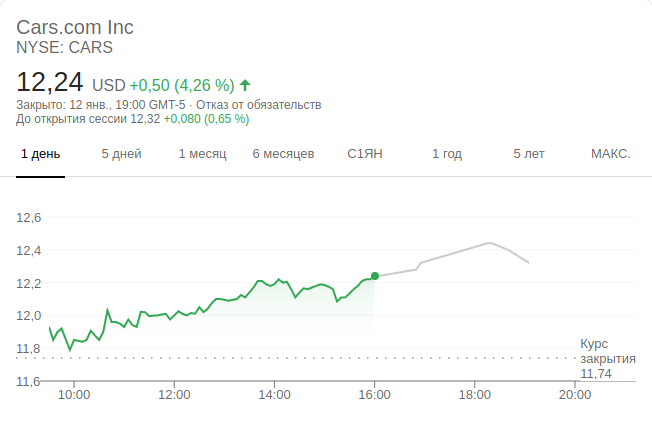 Cars.com Inc
NYSE: CARS
12,24 USD +0,50 (4,26 %)
Закрыто: 12 янв., 19:00 GMT-5 · Отказ от обязательств
До открытия сессии 12,32 +0,080 (0,65 %)
1 день 5 дней 1 месяц 6 месяцев С1ЯН 1 год 5 лет МАКС.
12,6
12,4
12,2
12,0
11,8
11,6
Курс
закрытия
11,74
10:00 12:00 14:00 16:00 18:00 20:00